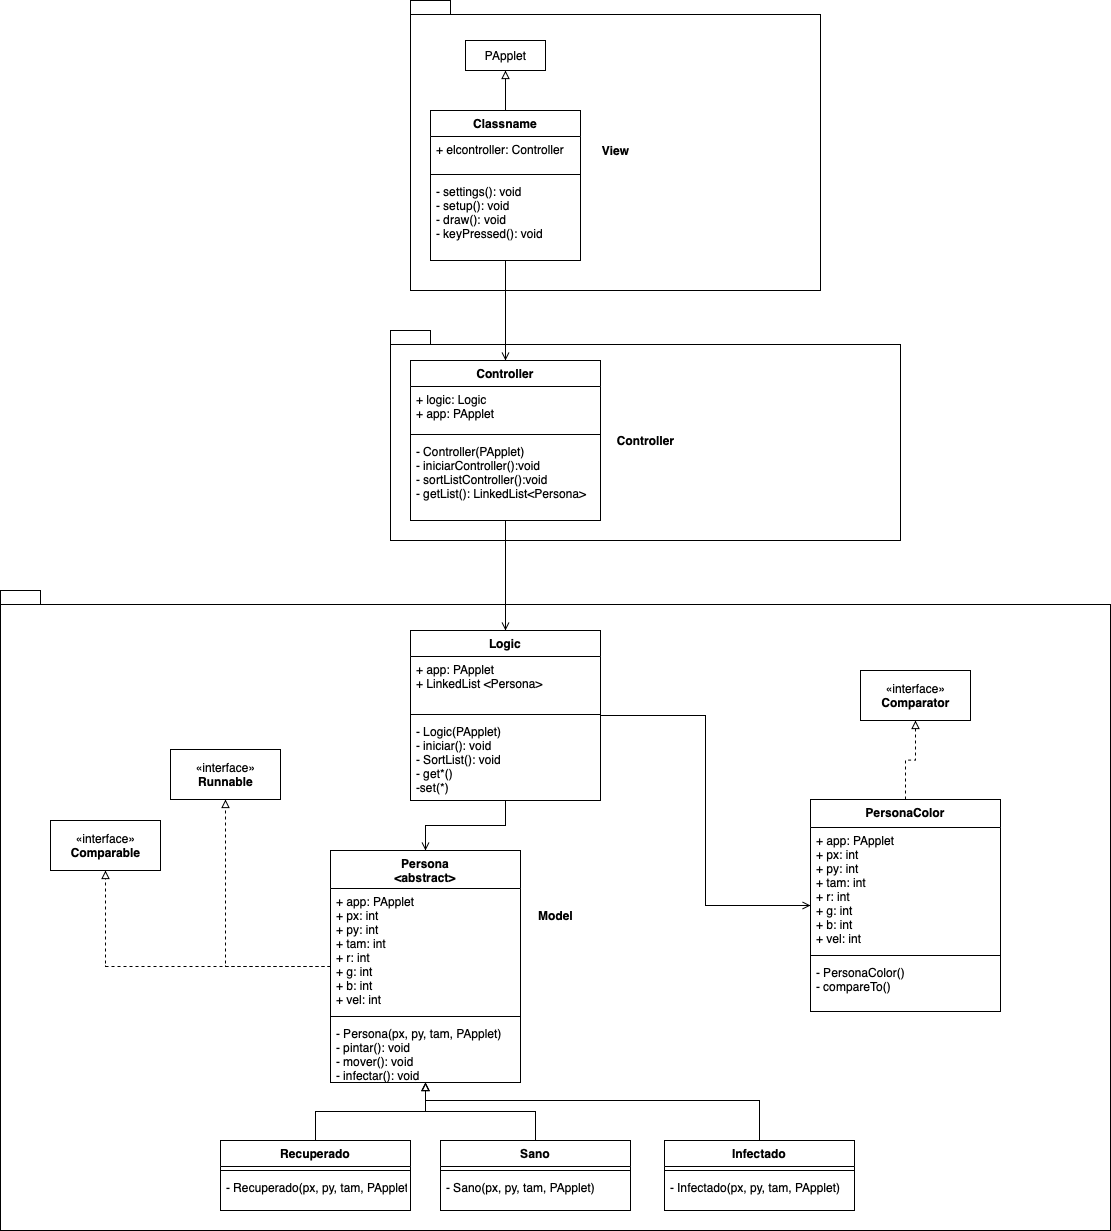 PApplet
Classname
+ elcontroller: Controller
- settings(): void
- setup(): void
- draw(): void
- keyPressed(): void
View
Controller
+ logic: Logic
+ app: PApplet
- Controller(PApplet)
- iniciarController():void
- sortListController():void
- getList(): LinkedList<Persona>
Controller
Logic
+ app: PApplet
+ LinkedList <Persona>
- Logic(PApplet)
- iniciar(): void
- SortList(): void
- get*()
-set(*)
«interface»
Comparator
«interface»
Runnable
«interface»
Comparable
PersonaColor
+ app: PApplet
+ px: int
+ py: int
+ tam: int
+ r: int
+ g: int
+ b: int
+ vel: int
- PersonaColor()
- compareTo()
Persona
<abstract>
+ app: PApplet
+ px: int
+ py: int
+ tam: int
+ r: int
+ g: int
+ b: int
+ vel: int
- Persona(px, py, tam, PApplet)
- pintar(): void
- mover(): void
- infectar(): void
Model
Recuperado
- Recuperado(px, py, tam, PApplet
Sano
- Sano(px, py, tam, PApplet)
Infectado
- Infectado(px, py, tam, PApplet)